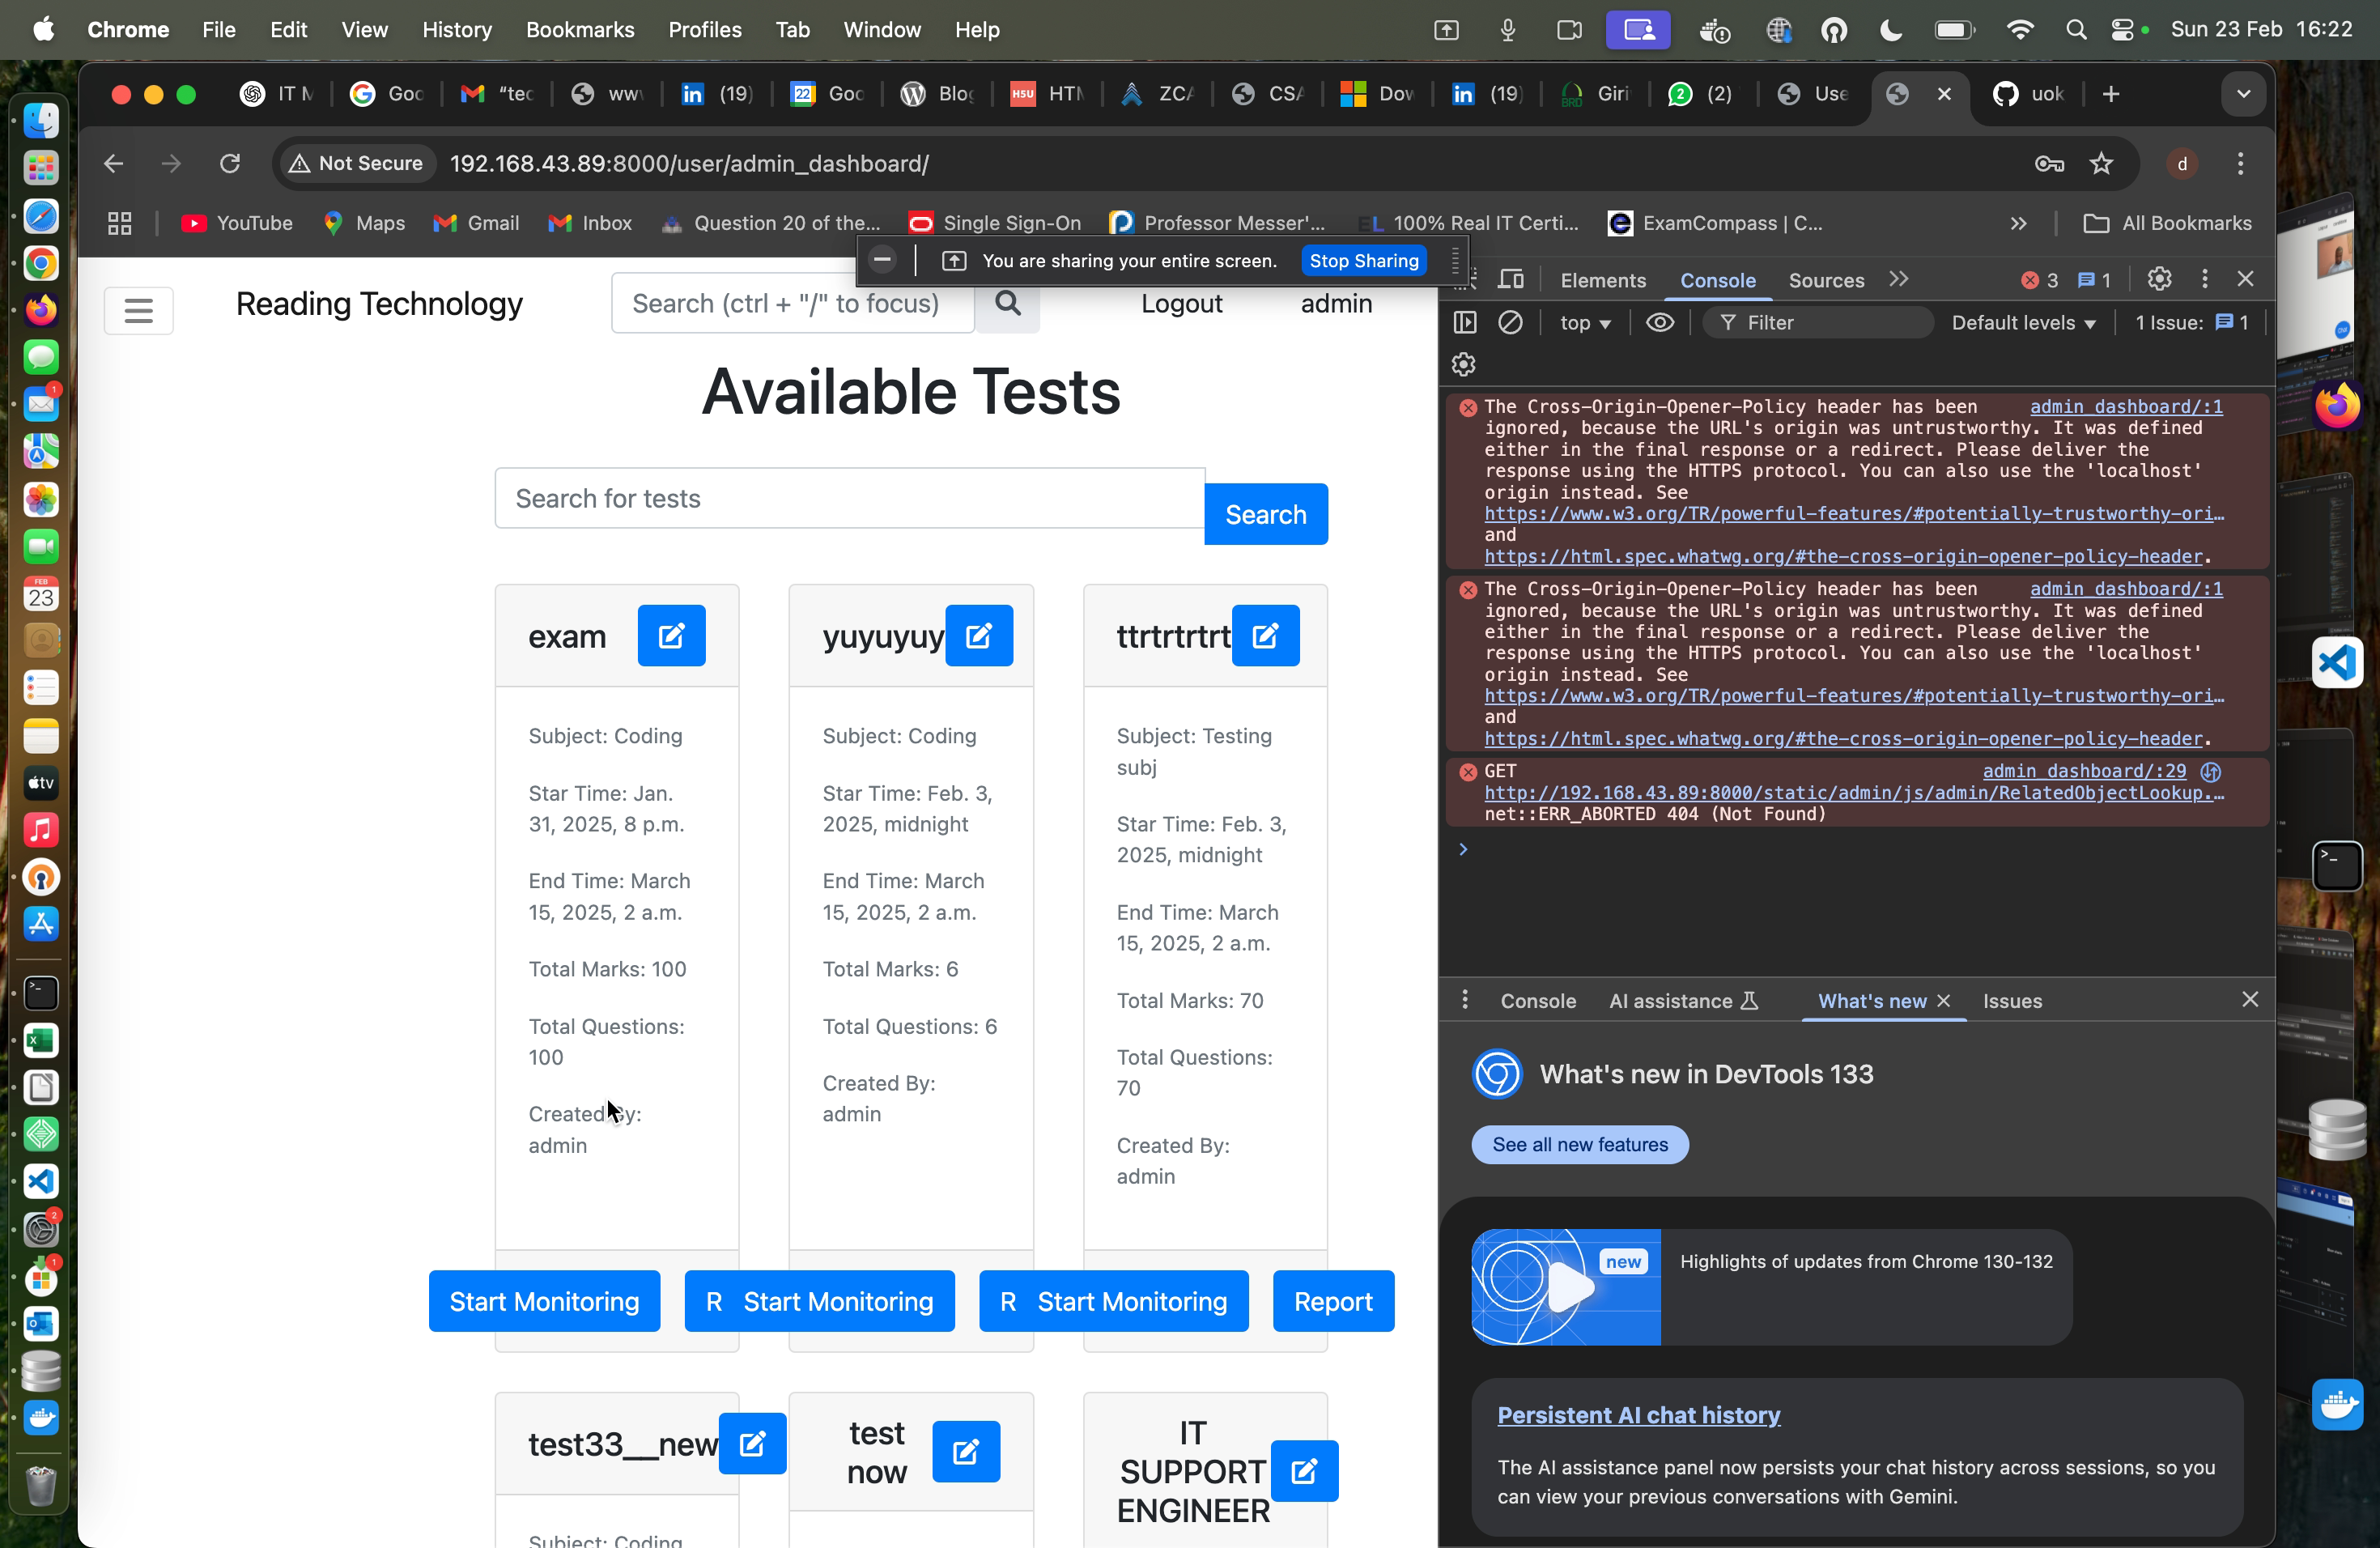 Chrome File Edit View History Bookmarks Profiles Tab Window Help Sun 23 Feb 16:22
IT M Goo "tec ww (19) 22 Goo Blog HSU HTM ZCA CSA Dow (19) BRD Giri 2 (2) Use uok
Not Secure 192.168.43.89:8000/user/admin_dashboard/ d
YouTube Maps Gmail Inbox Question 20 of the... Single Sign-On Professor Messer'... EL 100% Real IT Certi... ExamCompass | C... All Bookmarks
You are sharing your entire screen. Stop Sharing
Reading Technology Search (ctrl + "/" to focus) Logout admin
Available Tests
Search for tests
Search
exam yuyuyuy ttrtrtrtrt
Subject: Coding
Star Time: Jan.
31, 2025, 8 p.m.
End Time: March
15, 2025, 2 a.m.
Total Marks: 100
Total Questions:
100
Created By:
admin
Subject: Coding
Star Time: Feb. 3,
2025, midnight
End Time: March
15, 2025, 2 a.m.
Total Marks: 6
Total Questions: 6
Created By:
admin
Subject: Testing
subj
Star Time: Feb. 3,
2025, midnight
End Time: March
15, 2025, 2 a.m.
Total Marks: 70
Total Questions:
70
Created By:
admin
Start Monitoring R Start Monitoring R Start Monitoring Report
test33__new
test
now
IT
SUPPORT
ENGINEER
Subject: Coding
Elements Console Sources 3 1
top Filter Default levels 1 Issue: 1
The Cross-Origin-Opener-Policy header has been admin_dashboard/:1
ignored, because the URL's origin was untrustworthy. It was defined
either in the final response or a redirect. Please deliver the
response using the HTTPS protocol. You can also use the 'localhost'
origin instead. See
https://www.w3.org/TR/powerful-features/#potentially-trustworthy-ori…
and
https://html.spec.whatwg.org/#the-cross-origin-opener-policy-header.
The Cross-Origin-Opener-Policy header has been admin_dashboard/:1
ignored, because the URL's origin was untrustworthy. It was defined
either in the final response or a redirect. Please deliver the
response using the HTTPS protocol. You can also use the 'localhost'
origin instead. See
https://www.w3.org/TR/powerful-features/#potentially-trustworthy-ori…
and
https://html.spec.whatwg.org/#the-cross-origin-opener-policy-header.
GET admin_dashboard/:29
http://192.168.43.89:8000/static/admin/js/admin/RelatedObjectLookup.…
net::ERR_ABORTED 404 (Not Found)
Console AI assistance What's new Issues
What's new in DevTools 133
See all new features
new Highlights of updates from Chrome 130-132
Persistent AI chat history
The AI assistance panel now persists your chat history across sessions, so you
can view your previous conversations with Gemini.
1
FEB
23
tv
2
1